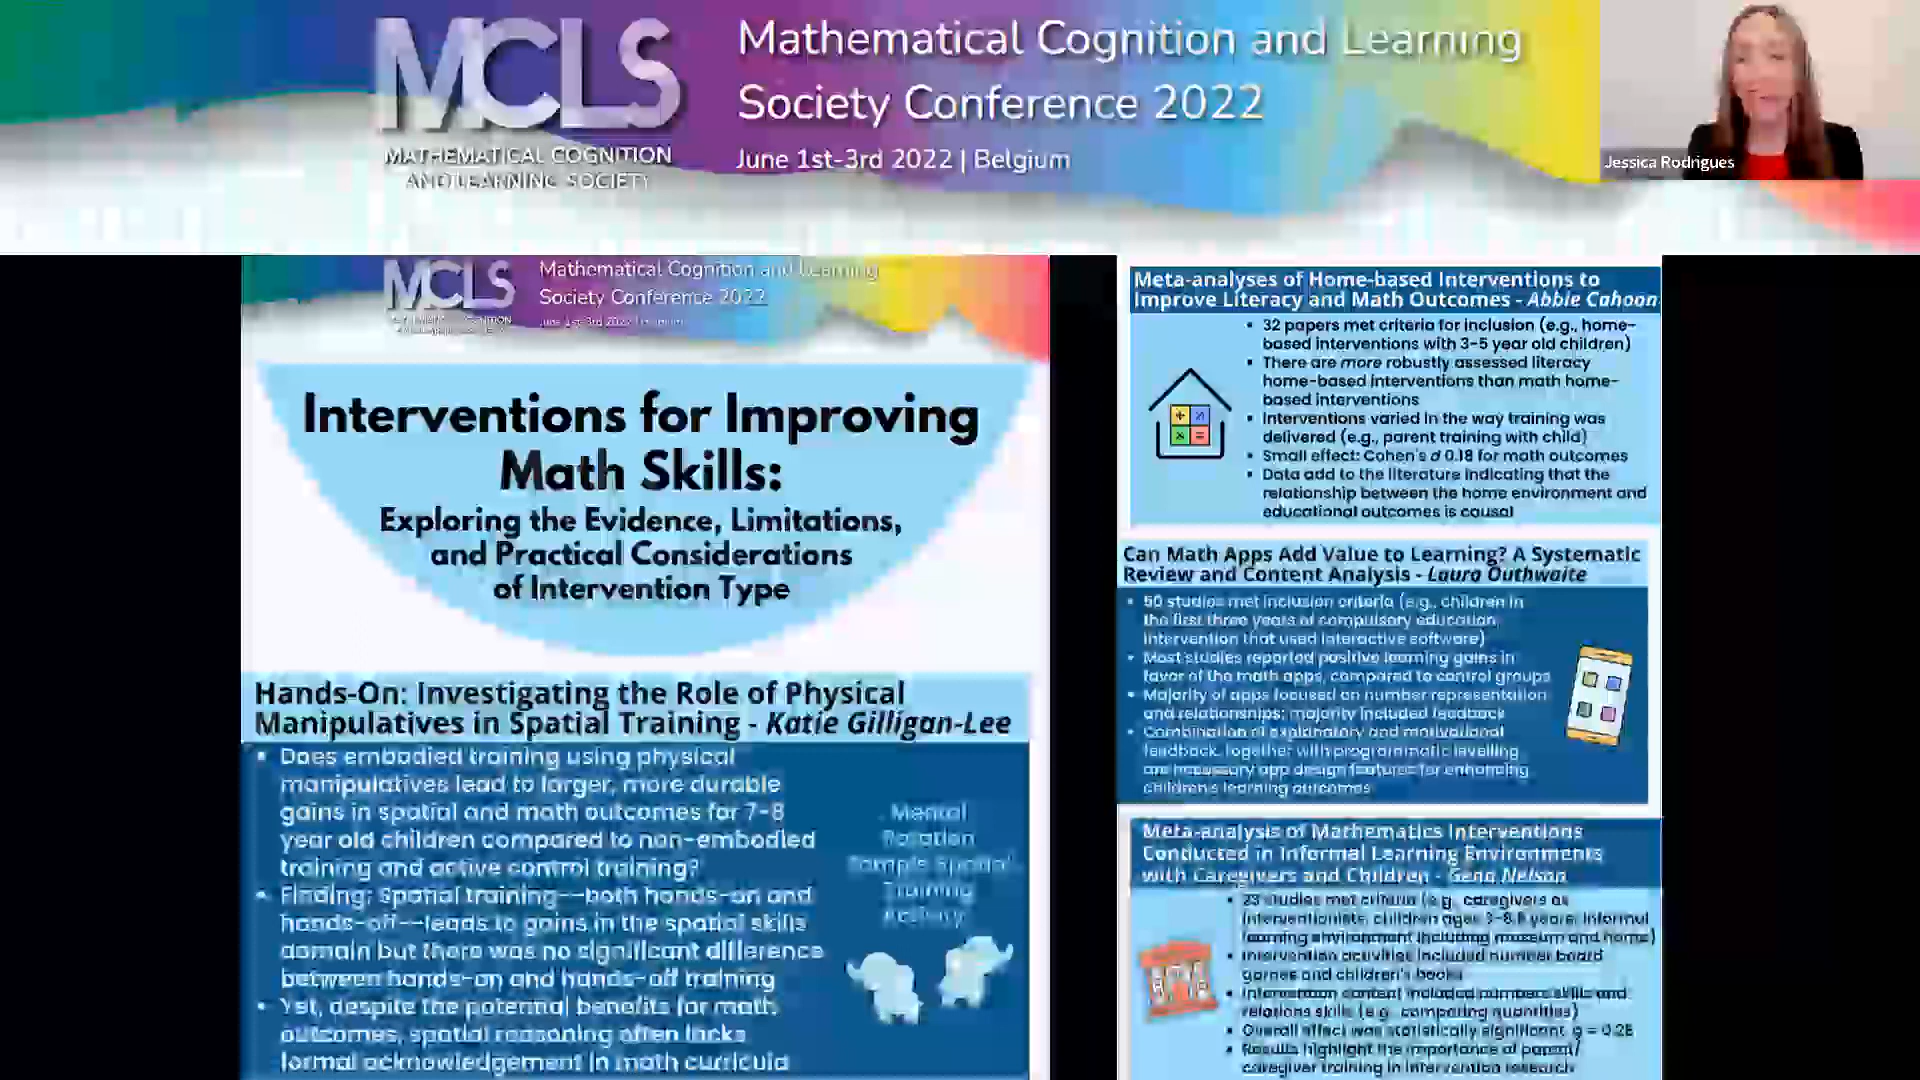 MCLS
MATHEMATICAL COGNITION
AND LEARNING SOCIETY
Mathematical Cognition and Learning
Society Conference 2022
June 1st-3rd 2022 | Belgium
Jessica Rodrigues
MCLS
Mathematical Cognition and Learning
Society Conference 2022
June 1st-3rd 2022 | Belgium
Interventions for Improving
Math Skills:
Exploring the Evidence, Limitations,
and Practical Considerations
of Intervention Type
Hands-On: Investigating the Role of Physical
Manipulatives in Spatial Training - Katie Gilligan-Lee
• Does embodied training using physical
manipulatives lead to larger, more durable
gains in spatial and math outcomes for 7-8
year old children compared to non-embodied
training and active control training?
• Finding: Spatial training--both hands-on and
hands-off--leads to gains in the spatial skills
domain but there was no significant difference
between hands-on and hands-off training
• Yet, despite the potential benefits for math
outcomes, spatial reasoning often lacks
formal acknowledgement in math curricula
Mental
Rotation
Sample Spatial
Training
Activity
Meta-analyses of Home-based Interventions to
Improve Literacy and Math Outcomes - Abbie Cahoon
• 32 papers met criteria for inclusion (e.g., home-
based interventions with 3-5 year old children)
• There are more robustly assessed literacy
home-based interventions than math home-
based interventions
• Interventions varied in the way training was
delivered (e.g., parent training with child)
• Small effect: Cohen's d 0.18 for math outcomes
• Data add to the literature indicating that the
relationship between the home environment and
educational outcomes is causal
Can Math Apps Add Value to Learning? A Systematic
Review and Content Analysis - Laura Outhwaite
• 50 studies met inclusion criteria (e.g., children in
the first three years of compulsory education,
intervention that used interactive software)
• Most studies reported positive learning gains in
favor of the math apps, compared to control groups
• Majority of apps focused on number representation
and relationships; majority included feedback
• Combination of explanatory and motivational
feedback, together with programmatic levelling
are necessary app design features for enhancing
children's learning outcomes
Meta-analysis of Mathematics Interventions
Conducted in Informal Learning Environments
with Caregivers and Children - Gena Nelson
• 23 studies met criteria (e.g., caregivers as
interventionists, children ages 3-8 years, informal
learning environment including museum and home)
• Intervention activities included number board
games and children's books
• Intervention content included numbers skills and
relations skills (e.g. comparing quantities)
• Overall effect was statistically significant, g =
• Results highlight the importance of parent/
caregiver training in intervention research